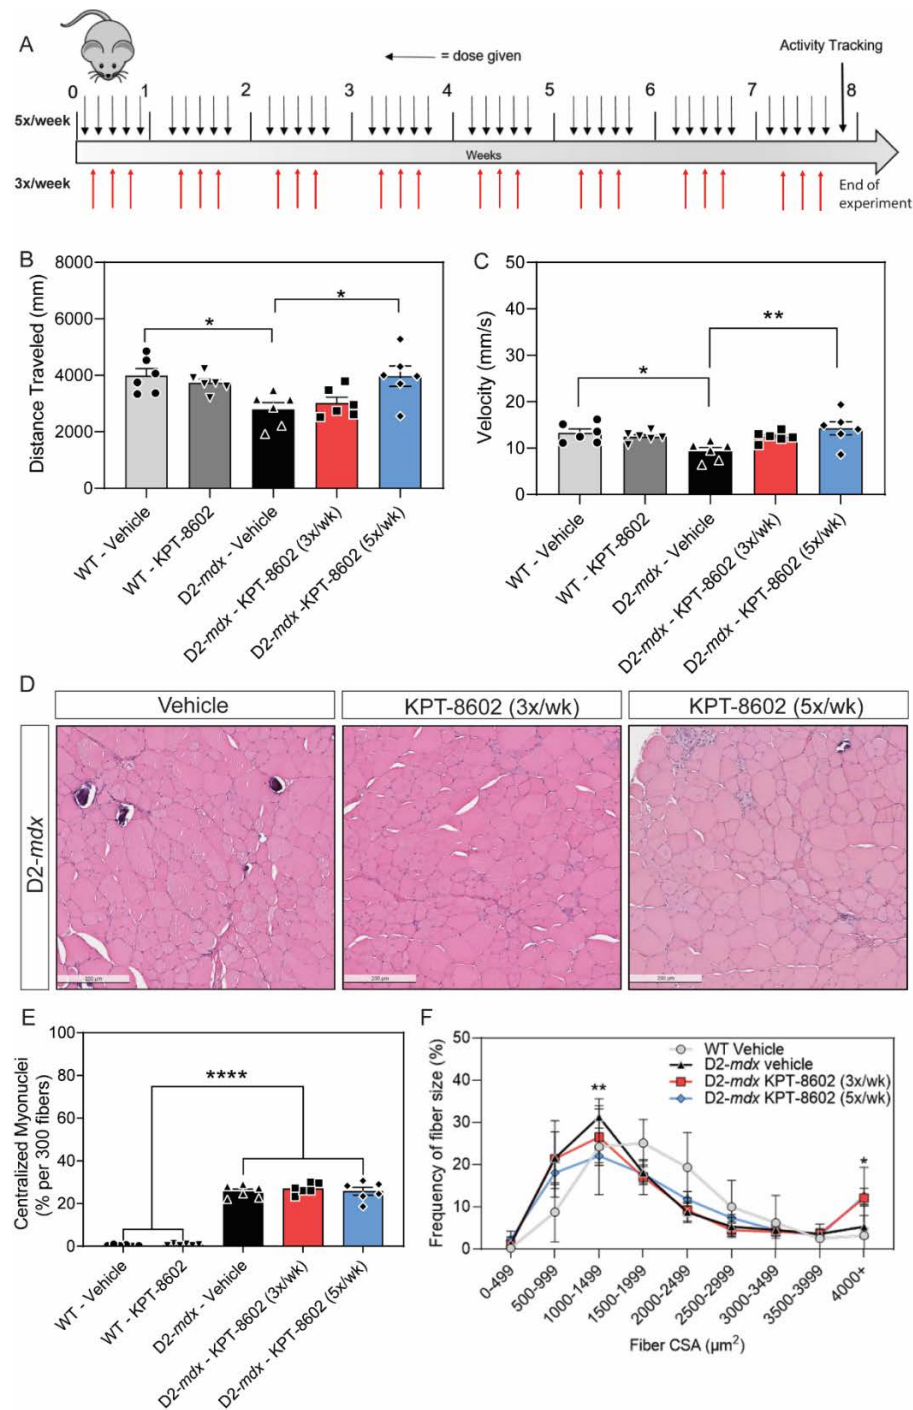 A
= dose given
Activity Tracking
0 1 2 3 4 5 6 7 8
5x/week
Weeks
3x/week
End of
experiment
B
Distance Traveled (mm)
8000
6000
4000
2000
0
*
*
WT - Vehicle
WT - KPT-8602
D2-mdx - Vehicle
D2-mdx - KPT-8602 (3x/wk)
D2-mdx -KPT-8602 (5x/wk)
C
Velocity (mm/s)
50
40
30
20
10
0
*
**
WT - Vehicle
WT - KPT-8602
D2-mdx - Vehicle
D2-mdx - KPT-8602 (3x/wk)
D2-mdx - KPT-8602 (5x/wk)
D
Vehicle
KPT-8602 (3x/wk)
KPT-8602 (5x/wk)
D2-mdx
200 µm
200 µm
E
Centralized Myonuclei
(% per 300 fibers)
100
80
60
40
20
0
****
WT - Vehicle
WT - KPT-8602
D2-mdx - Vehicle
D2-mdx - KPT-8602 (3x/wk)
D2-mdx - KPT-8602 (5x/wk)
F
Frequency of fiber size (%)
50
40
30
20
10
0
WT Vehicle
D2-mdx vehicle
D2-mdx KPT-8602 (3x/wk)
D2-mdx KPT-8602 (5x/wk)
**
*
0-499
500-999
1000-1499
1500-1999
2000-2499
2500-2999
3000-3499
3500-3999
4000+
Fiber CSA (µm²)